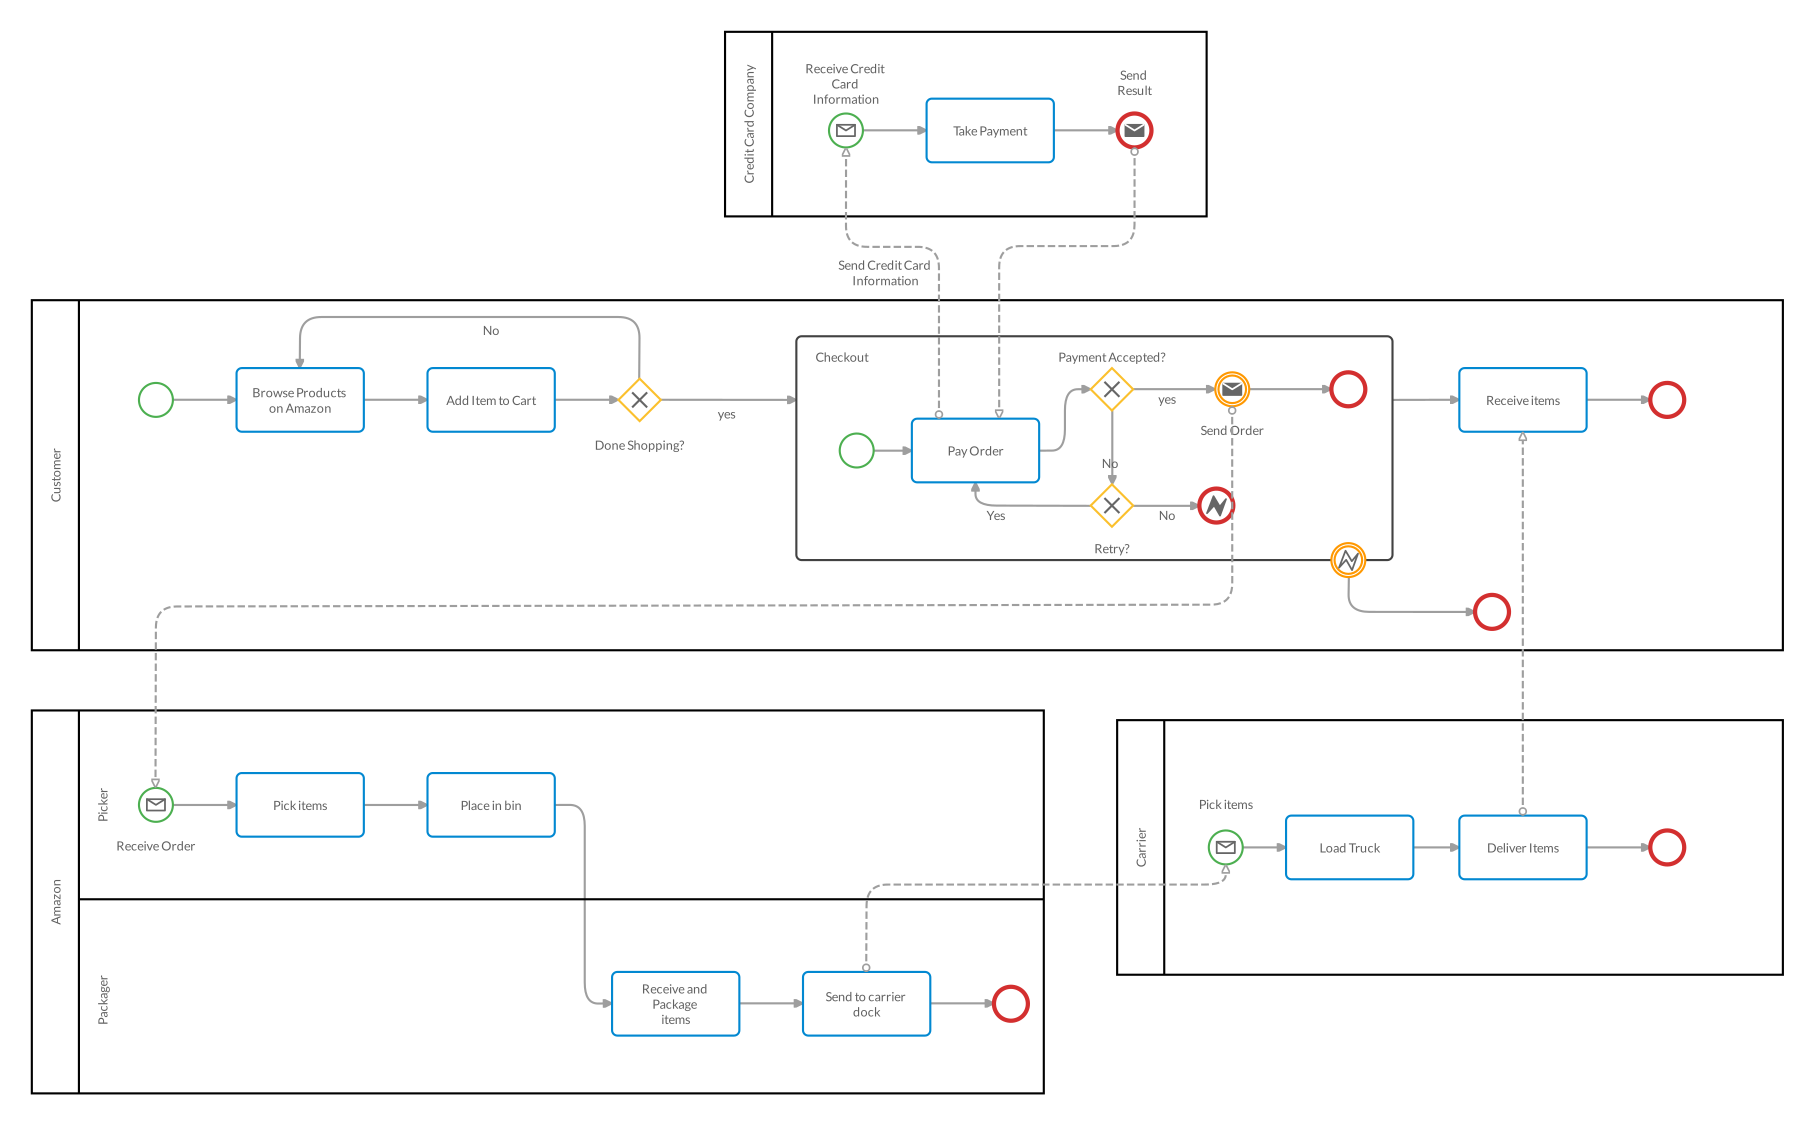 Credit Card Company
Receive Credit
Card
Information
Take Payment
Send
Result
Send Credit Card
Information
Customer
No
Browse Products
on Amazon
Add Item to Cart
Done Shopping?
yes
Checkout
Payment Accepted?
Pay Order
yes
Send Order
No
Yes
No
Retry?
Receive items
Amazon
Picker
Receive Order
Pick items
Place in bin
Packager
Receive and
Package
items
Send to carrier
dock
Carrier
Pick items
Load Truck
Deliver Items